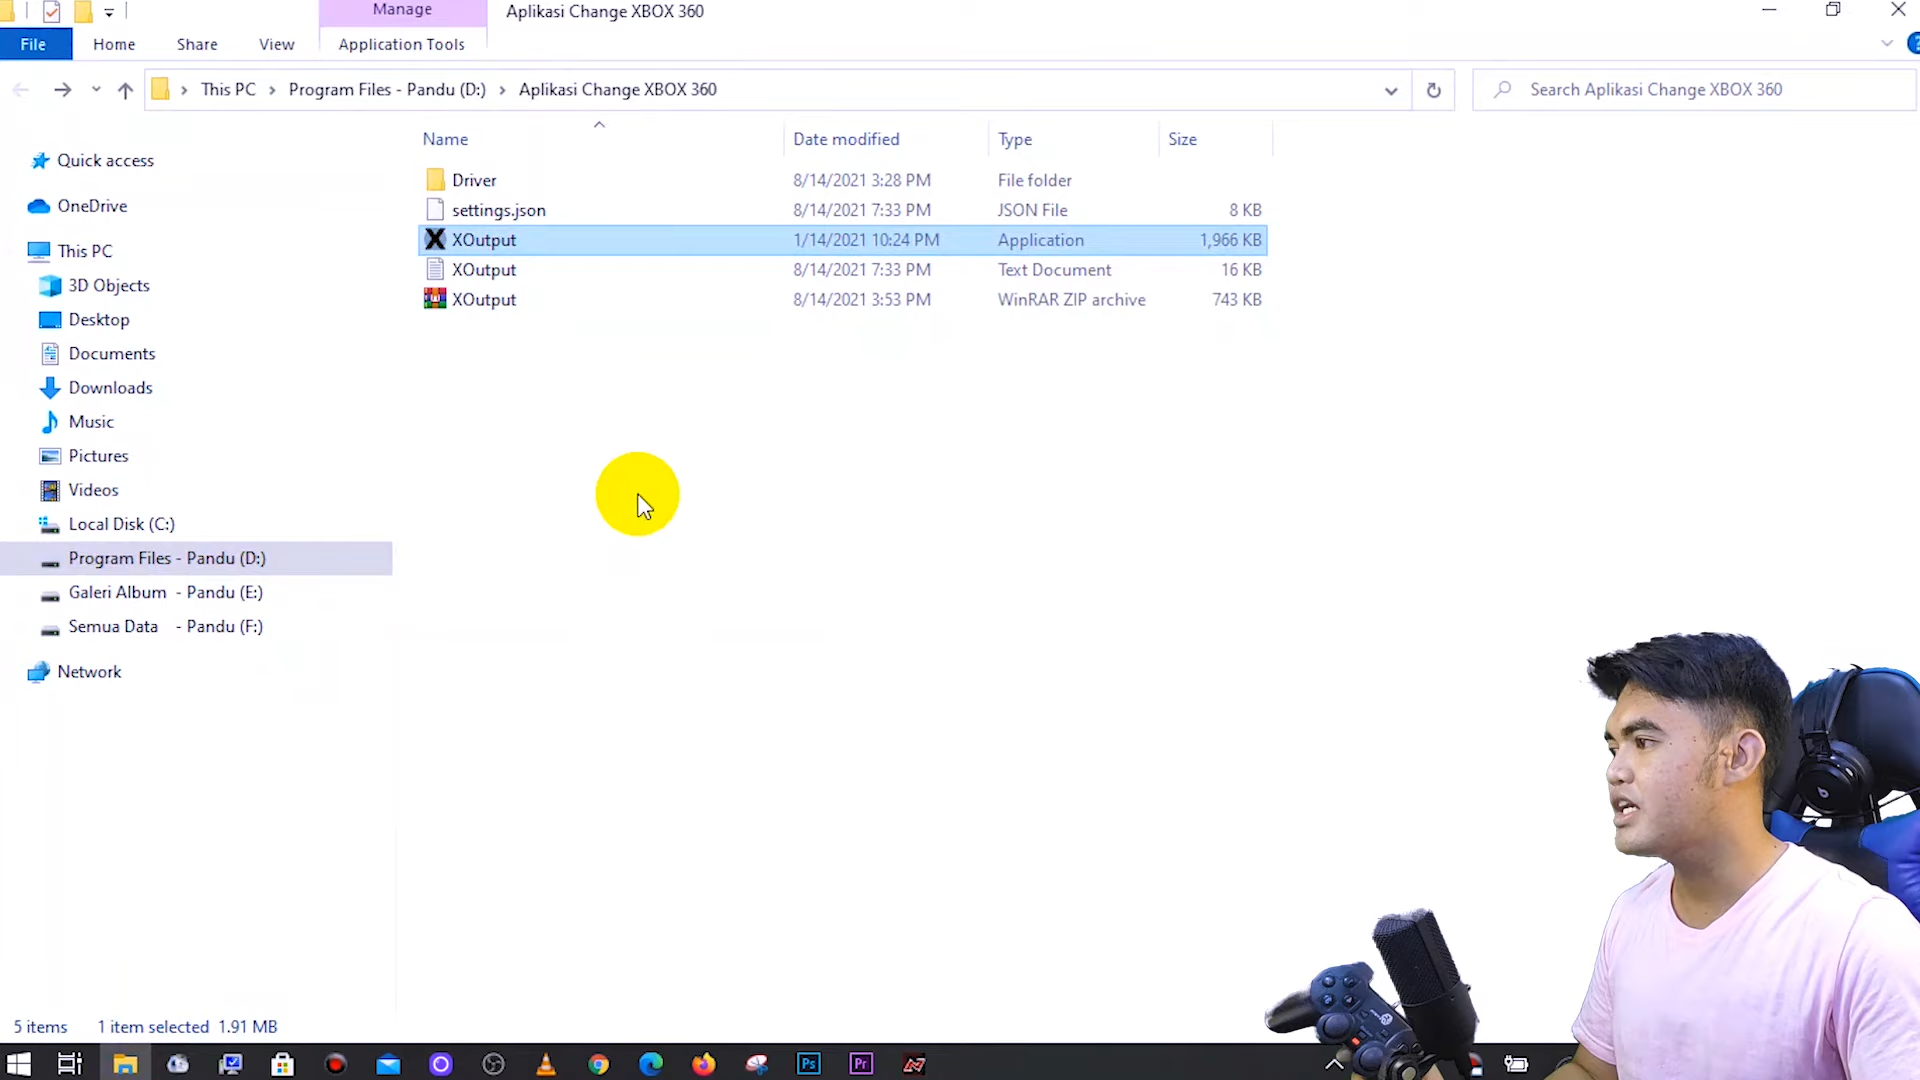 Manage
Aplikasi Change XBOX 360
File
Home
Share
View
Application Tools
This PC
Program Files - Pandu (D:)
Aplikasi Change XBOX 360
Search Aplikasi Change XBOX 360
Name
Date modified
Type
Size
Driver
8/14/2021 3:28 PM
File folder
settings.json
8/14/2021 7:33 PM
JSON File
8 KB
XOutput
1/14/2021 10:24 PM
Application
1,966 KB
XOutput
8/14/2021 7:33 PM
Text Document
16 KB
XOutput
8/14/2021 3:53 PM
WinRAR ZIP archive
743 KB
Quick access
OneDrive
This PC
3D Objects
Desktop
Documents
Downloads
Music
Pictures
Videos
Local Disk (C:)
Program Files - Pandu (D:)
Galeri Album - Pandu (E:)
Semua Data - Pandu (F:)
Network
5 items
1 item selected 1.91 MB
Ps
Pr